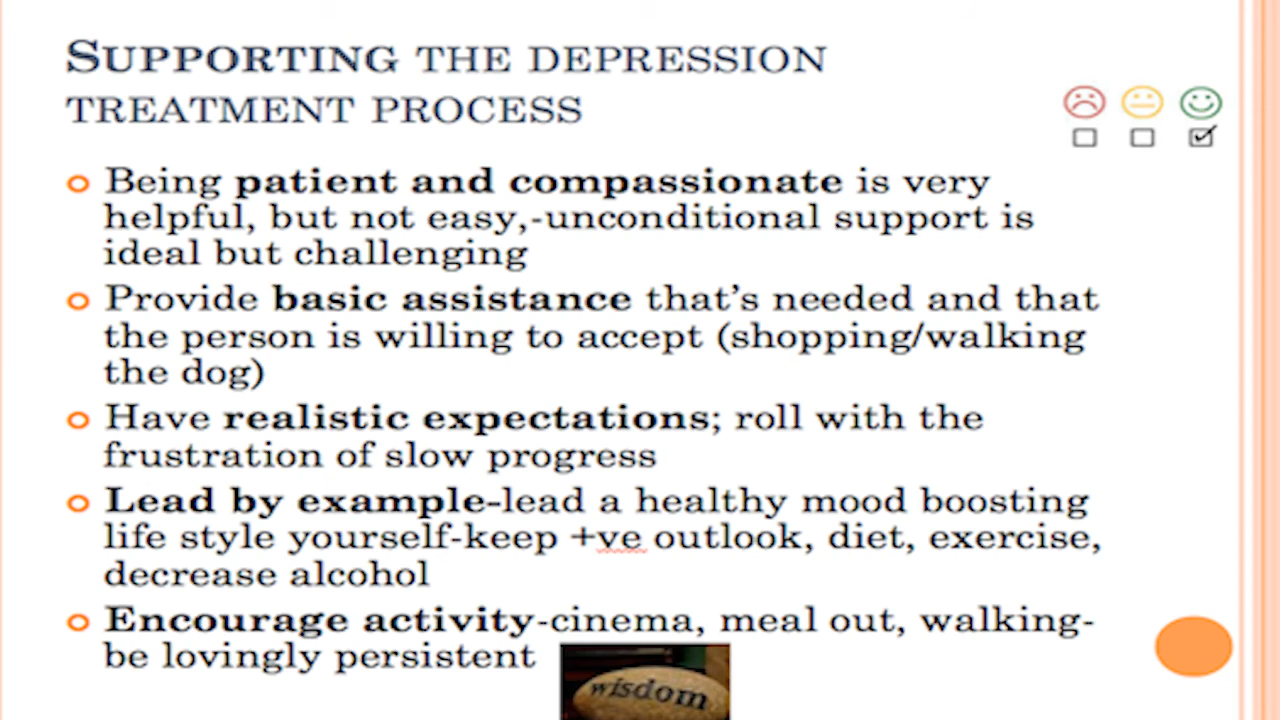 SUPPORTING THE DEPRESSION
TREATMENT PROCESS
Being patient and compassionate is very
helpful, but not easy,-unconditional support is
ideal but challenging
Provide basic assistance that's needed and that
the person is willing to accept (shopping/walking
the dog)
Have realistic expectations; roll with the
frustration of slow progress
Lead by example-lead a healthy mood boosting
life style yourself-keep +ve outlook, diet, exercise,
decrease alcohol
Encourage activity-cinema, meal out, walking-
be lovingly persistent
wisdom